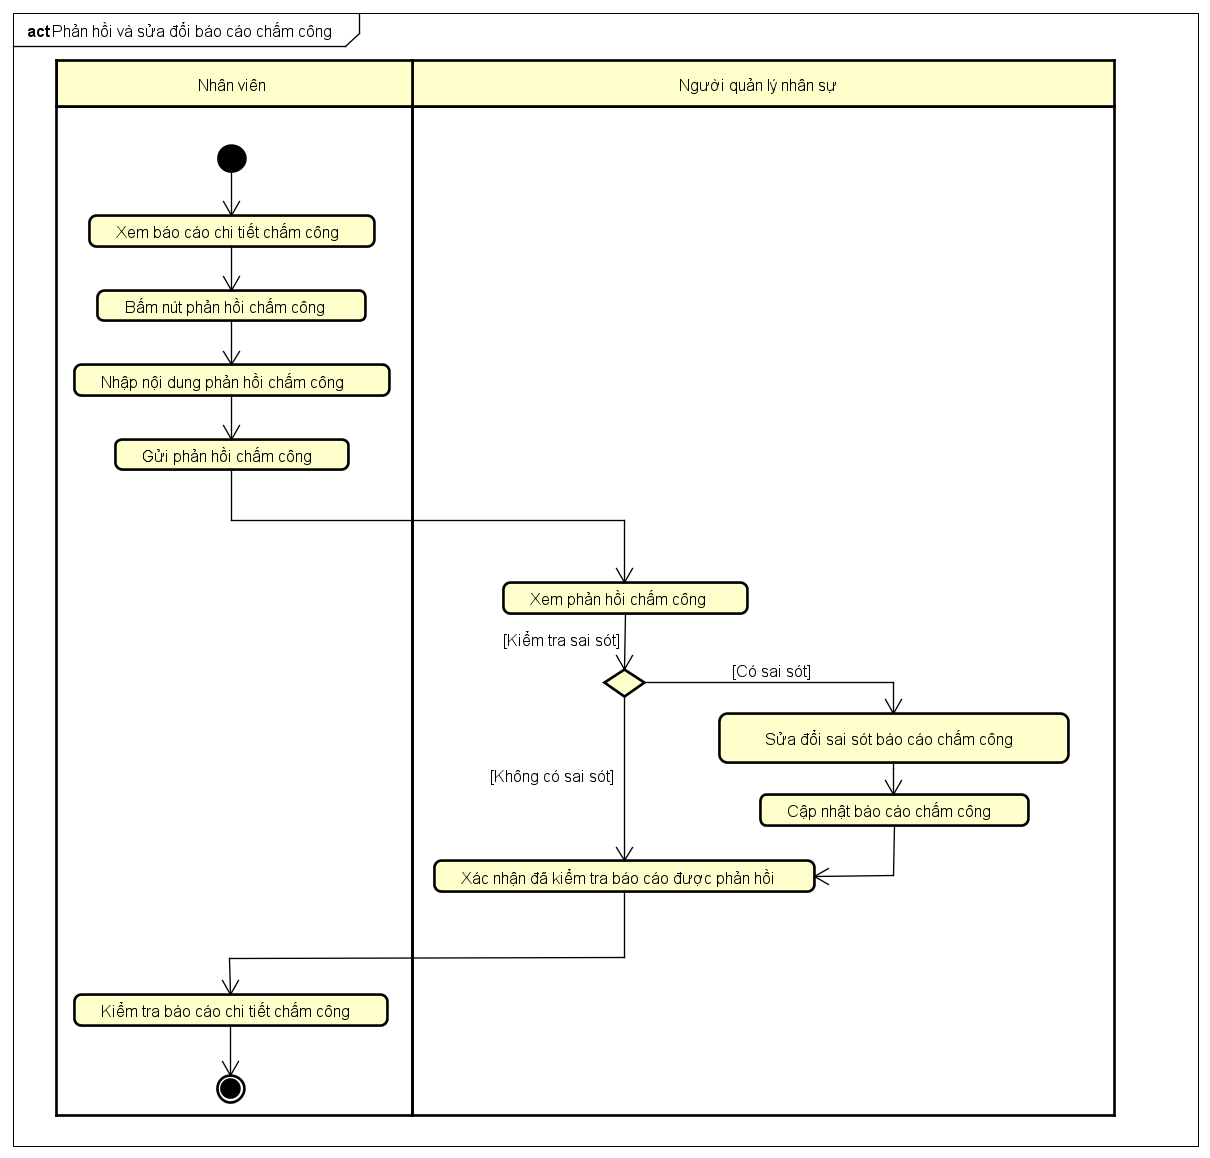 act Phản hồi và sửa đổi báo cáo chấm công
Nhân viên
Người quản lý nhân sự
Xem báo cáo chi tiết chấm công
Bấm nút phản hồi chấm công
Nhập nội dung phản hồi chấm công
Gửi phản hồi chấm công
Xem phản hồi chấm công
[Kiểm tra sai sót]
[Có sai sót]
Sửa đổi sai sót báo cáo chấm công
[Không có sai sót]
Cập nhật báo cáo chấm công
Xác nhận đã kiểm tra báo cáo được phản hồi
Kiểm tra báo cáo chi tiết chấm công